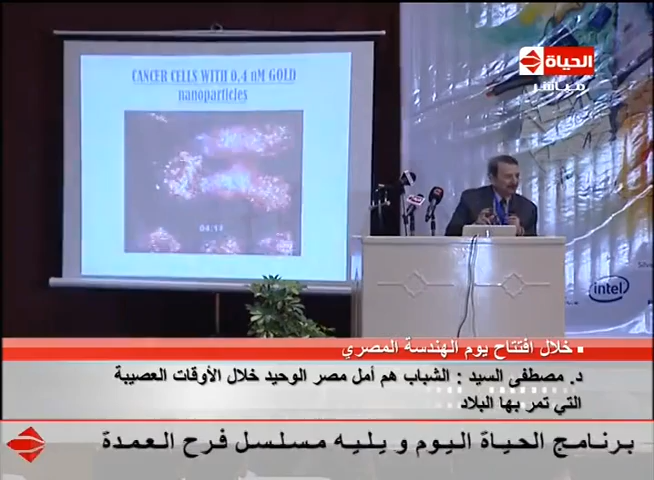 CANCER CELLS WITH 0.4 nM GOLD
nanoparticles
04:17
الحياة
مباشر
intel
خلال افتتاح يوم الهندسة المصري
د. مصطفى السيد : الشباب هم أمل مصر الوحيد خلال الأوقات العصيبة
التي تمر بها البلاد
برنامج الحياة اليوم و يليه مسلسل فرح العمدة